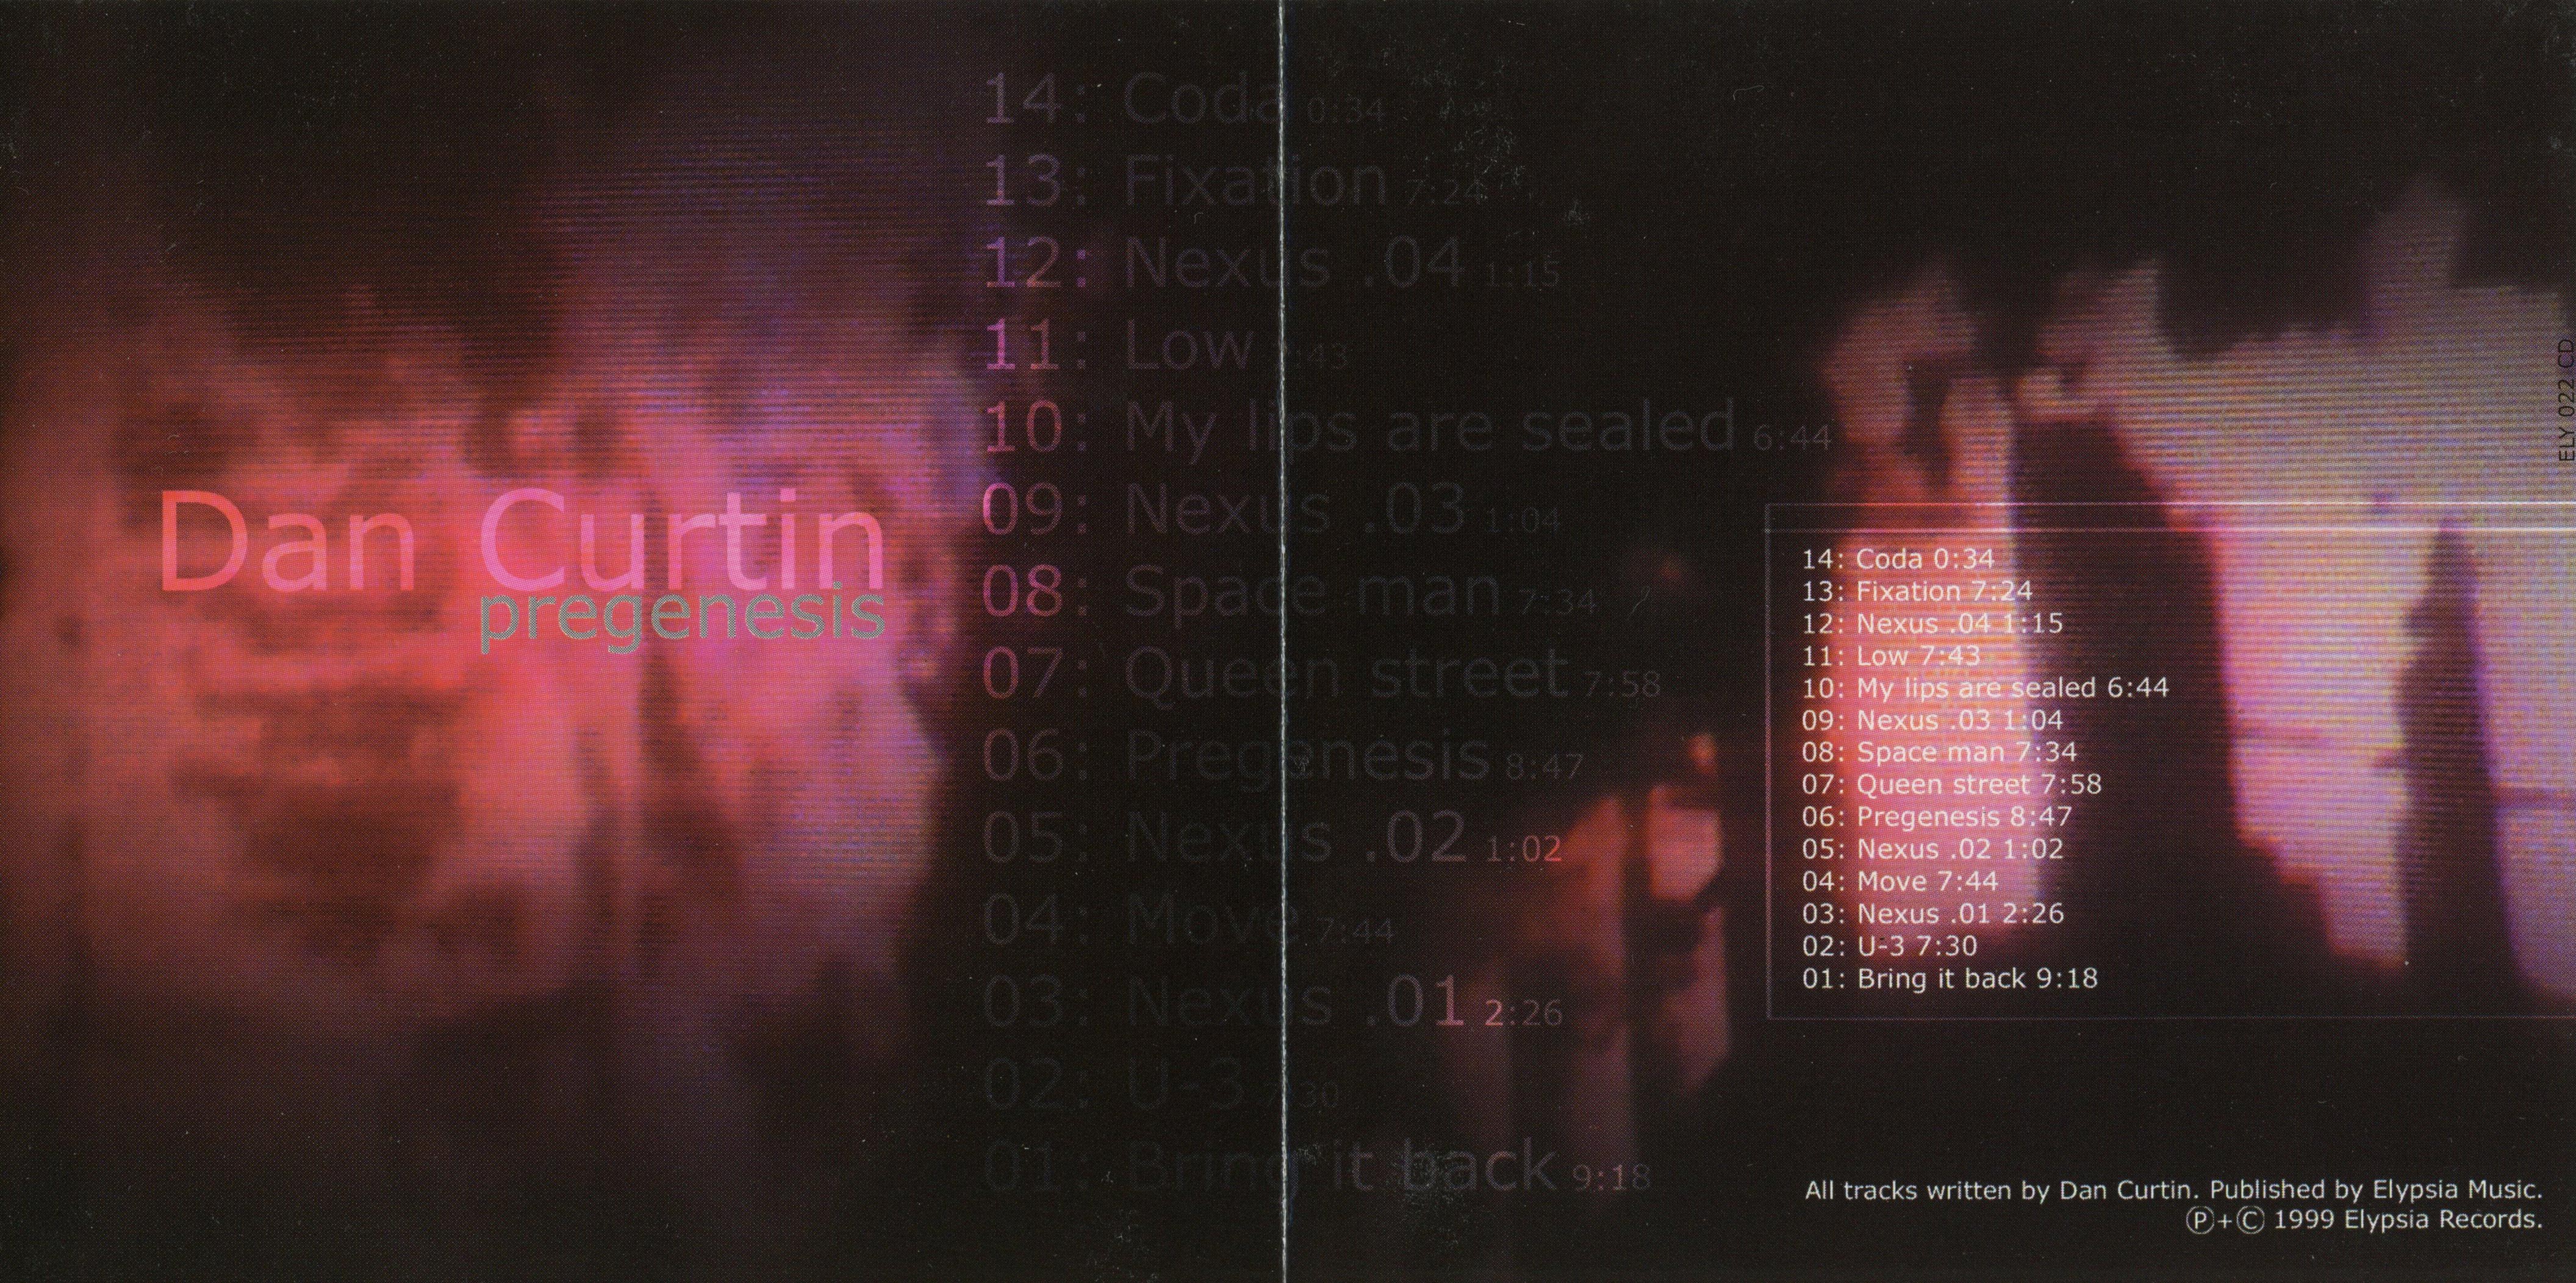 Dan Curtin
pregenesis
14: Coda 0:34
13: Fixation 7:24
12: Nexus .04 1:15
11: Low 7:43
10: My lips are sealed 6:44
09: Nexus .03 1:04
08: Space man 7:34
07: Queen street 7:58
06: Pregenesis 8:47
05: Nexus .02 1:02
04: Move 7:44
03: Nexus .01 2:26
02: U-3 7:30
01: Bring it back 9:18
ELY 022 CD
14: Coda 0:34
13: Fixation 7:24
12: Nexus .04 1:15
11: Low 7:43
10: My lips are sealed 6:44
09: Nexus .03 1:04
08: Space man 7:34
07: Queen street 7:58
06: Pregenesis 8:47
05: Nexus .02 1:02
04: Move 7:44
03: Nexus .01 2:26
02: U-3 7:30
01: Bring it back 9:18
All tracks written by Dan Curtin. Published by Elypsia Music.
Ⓟ+Ⓒ 1999 Elypsia Records.